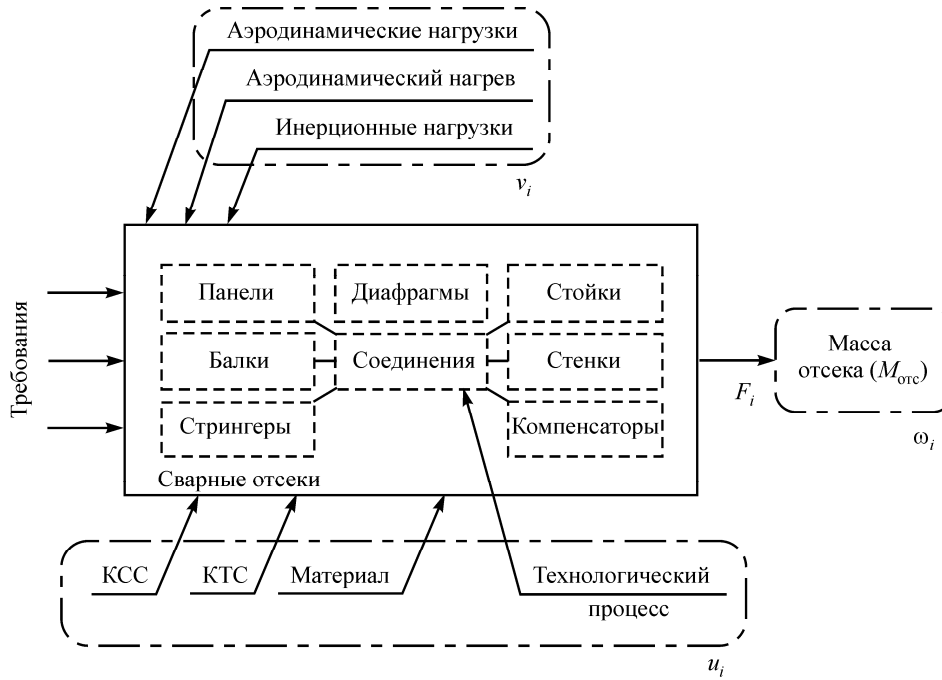 Аэродинамические нагрузки
Аэродинамический нагрев
Инерционные нагрузки
v_i
Требования
Панели
Диафрагмы
Стойки
Балки
Соединения
Стенки
Стрингеры
Компенсаторы
Сварные отсеки
F_i
Масса
отсека (M_отс)
ω_i
КСС
КТС
Материал
Технологический
процесс
u_i